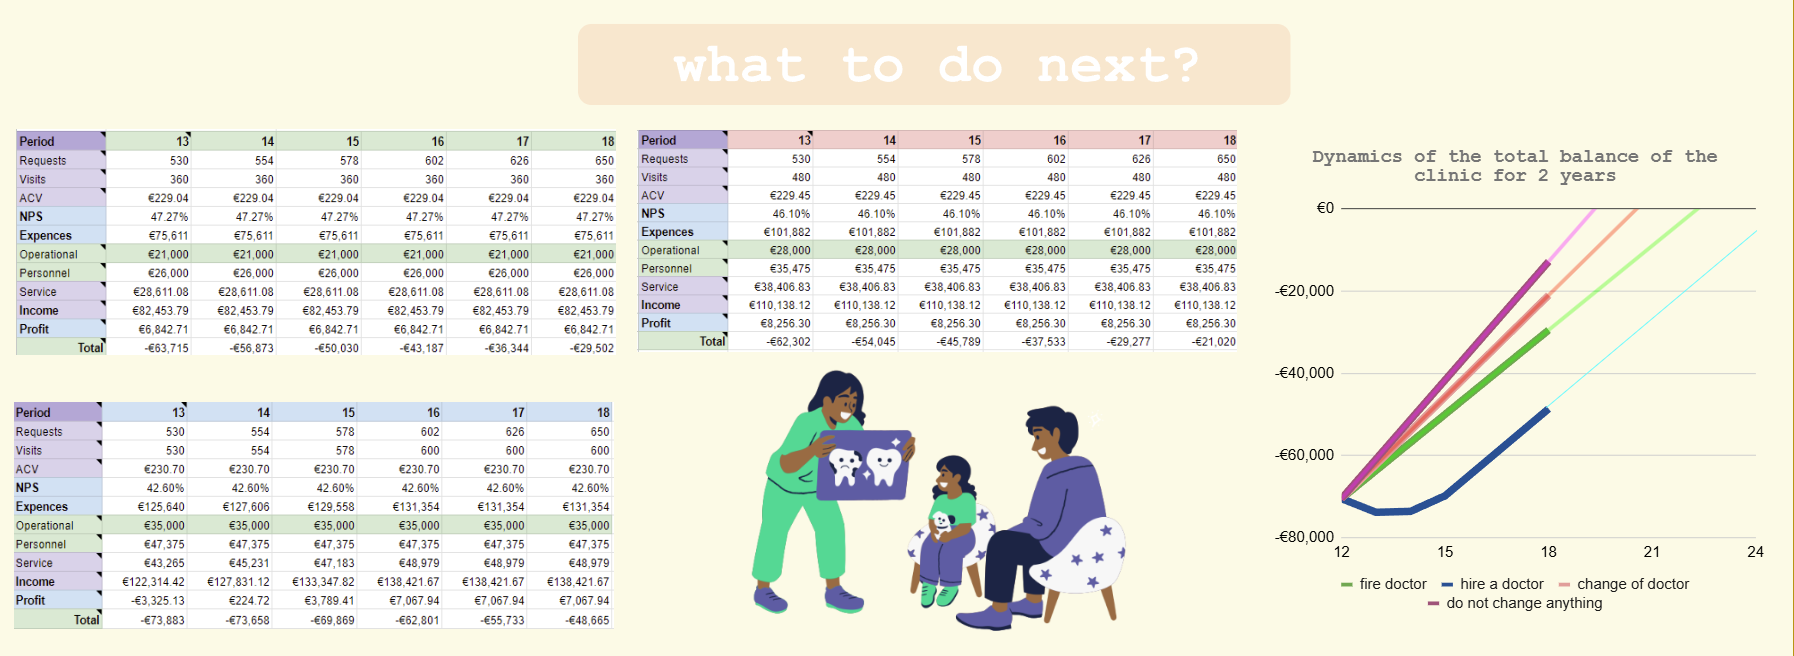 what to do next?
Period 13 14 15 16 17 18
Requests 530 554 578 602 626 650
Visits 360 360 360 360 360 360
ACV €229.04 €229.04 €229.04 €229.04 €229.04 €229.04
NPS 47.27% 47.27% 47.27% 47.27% 47.27% 47.27%
Expences €75,611 €75,611 €75,611 €75,611 €75,611 €75,611
Operational €21,000 €21,000 €21,000 €21,000 €21,000 €21,000
Personnel €26,000 €26,000 €26,000 €26,000 €26,000 €26,000
Service €28,611.08 €28,611.08 €28,611.08 €28,611.08 €28,611.08 €28,611.08
Income €82,453.79 €82,453.79 €82,453.79 €82,453.79 €82,453.79 €82,453.79
Profit €6,842.71 €6,842.71 €6,842.71 €6,842.71 €6,842.71 €6,842.71
Total -€63,715 -€56,873 -€50,030 -€43,187 -€36,344 -€29,502
Period 13 14 15 16 17 18
Requests 530 554 578 602 626 650
Visits 480 480 480 480 480 480
ACV €229.45 €229.45 €229.45 €229.45 €229.45 €229.45
NPS 46.10% 46.10% 46.10% 46.10% 46.10% 46.10%
Expences €101,882 €101,882 €101,882 €101,882 €101,882 €101,882
Operational €28,000 €28,000 €28,000 €28,000 €28,000 €28,000
Personnel €35,475 €35,475 €35,475 €35,475 €35,475 €35,475
Service €38,406.83 €38,406.83 €38,406.83 €38,406.83 €38,406.83 €38,406.83
Income €110,138.12 €110,138.12 €110,138.12 €110,138.12 €110,138.12 €110,138.12
Profit €8,256.30 €8,256.30 €8,256.30 €8,256.30 €8,256.30 €8,256.30
Total -€62,302 -€54,045 -€45,789 -€37,533 -€29,277 -€21,020
Period 13 14 15 16 17 18
Requests 530 554 578 602 626 650
Visits 530 554 578 600 600 600
ACV €230.70 €230.70 €230.70 €230.70 €230.70 €230.70
NPS 42.60% 42.60% 42.60% 42.60% 42.60% 42.60%
Expences €125,640 €127,606 €129,558 €131,354 €131,354 €131,354
Operational €35,000 €35,000 €35,000 €35,000 €35,000 €35,000
Personnel €47,375 €47,375 €47,375 €47,375 €47,375 €47,375
Service €43,265 €45,231 €47,183 €48,979 €48,979 €48,979
Income €122,314.42 €127,831.12 €133,347.82 €138,421.67 €138,421.67 €138,421.67
Profit -€3,325.13 €224.72 €3,789.41 €7,067.94 €7,067.94 €7,067.94
Total -€73,883 -€73,658 -€69,869 -€62,801 -€55,733 -€48,665
Dynamics of the total balance of the
clinic for 2 years
€0
-€20,000
-€40,000
-€60,000
-€80,000
12 15 18 21 24
fire doctor hire a doctor change of doctor
do not change anything